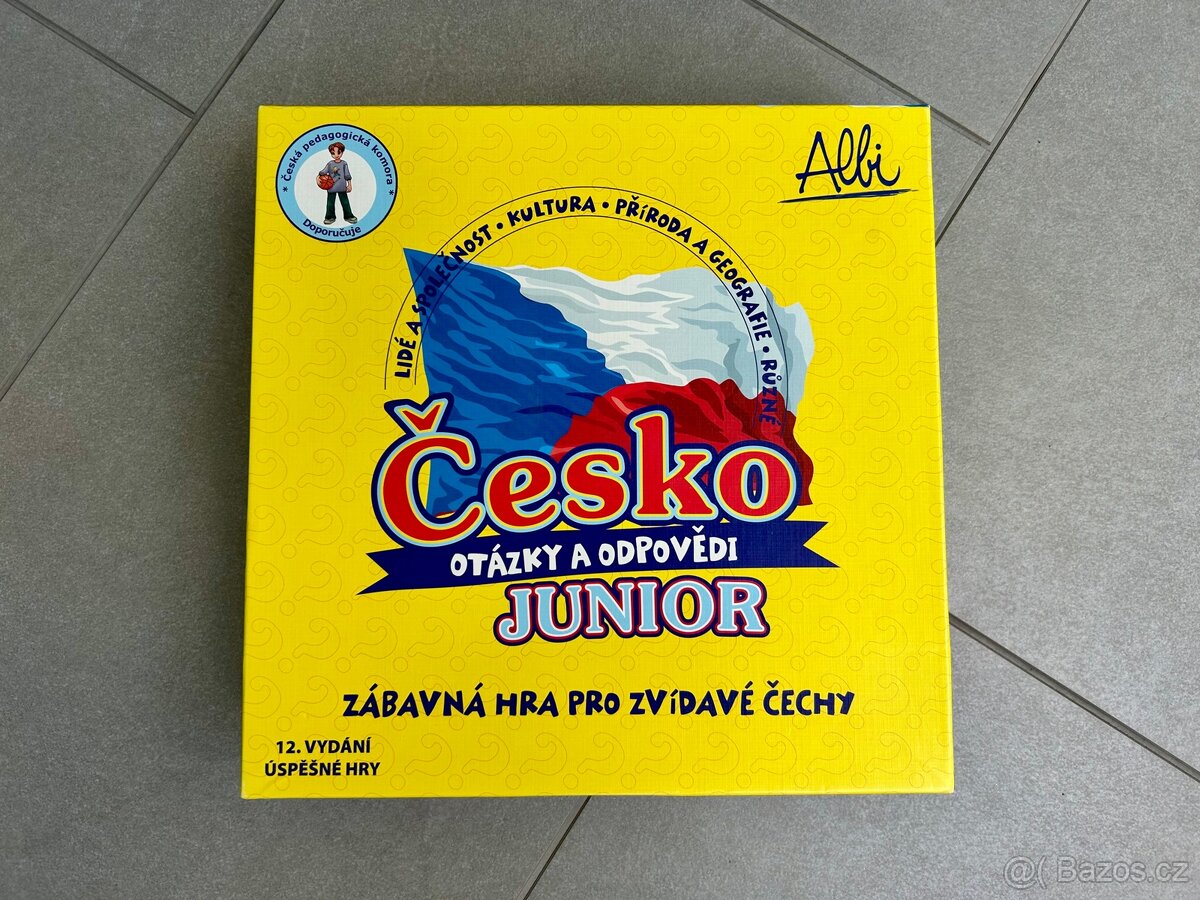 * Česká pedagogická komora *
Doporučuje
Albi
LIDÉ A SPOLEČNOST • KULTURA • PŘÍRODA A GEOGRAFIE • RŮZNÉ
Česko
OTÁZKY A ODPOVĚDI
JUNIOR
ZÁBAVNÁ HRA PRO ZVÍDAVÉ ČECHY
12. VYDÁNÍ
ÚSPĚŠNÉ HRY
@( Bazos.cz